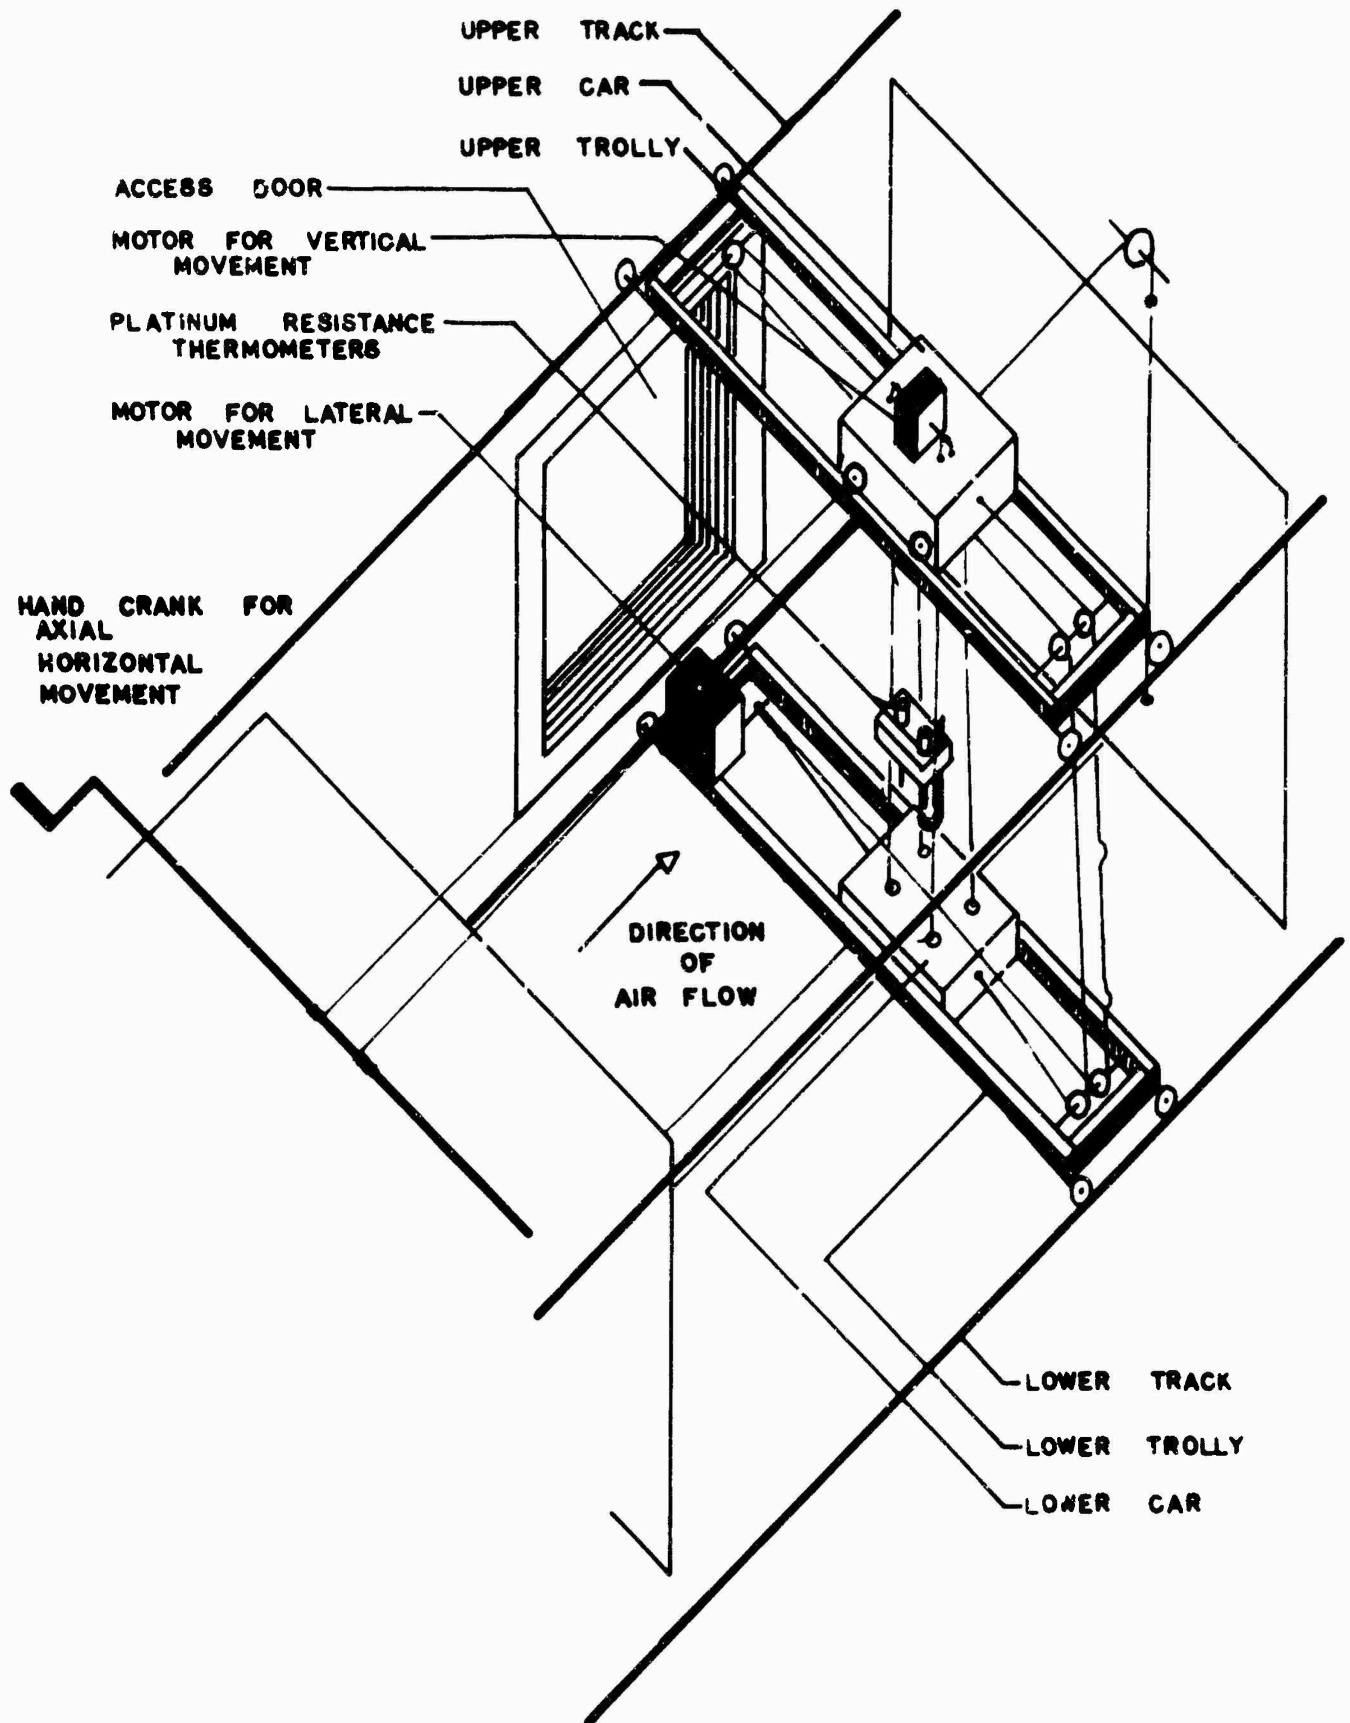 UPPER TRACK
UPPER CAR
UPPER TROLLY
ACCESS DOOR
MOTOR FOR VERTICAL
MOVEMENT
PLATINUM RESISTANCE
THERMOMETERS
MOTOR FOR LATERAL
MOVEMENT
HAND CRANK FOR
AXIAL
HORIZONTAL
MOVEMENT
DIRECTION
OF
AIR FLOW
LOWER TRACK
LOWER TROLLY
LOWER CAR